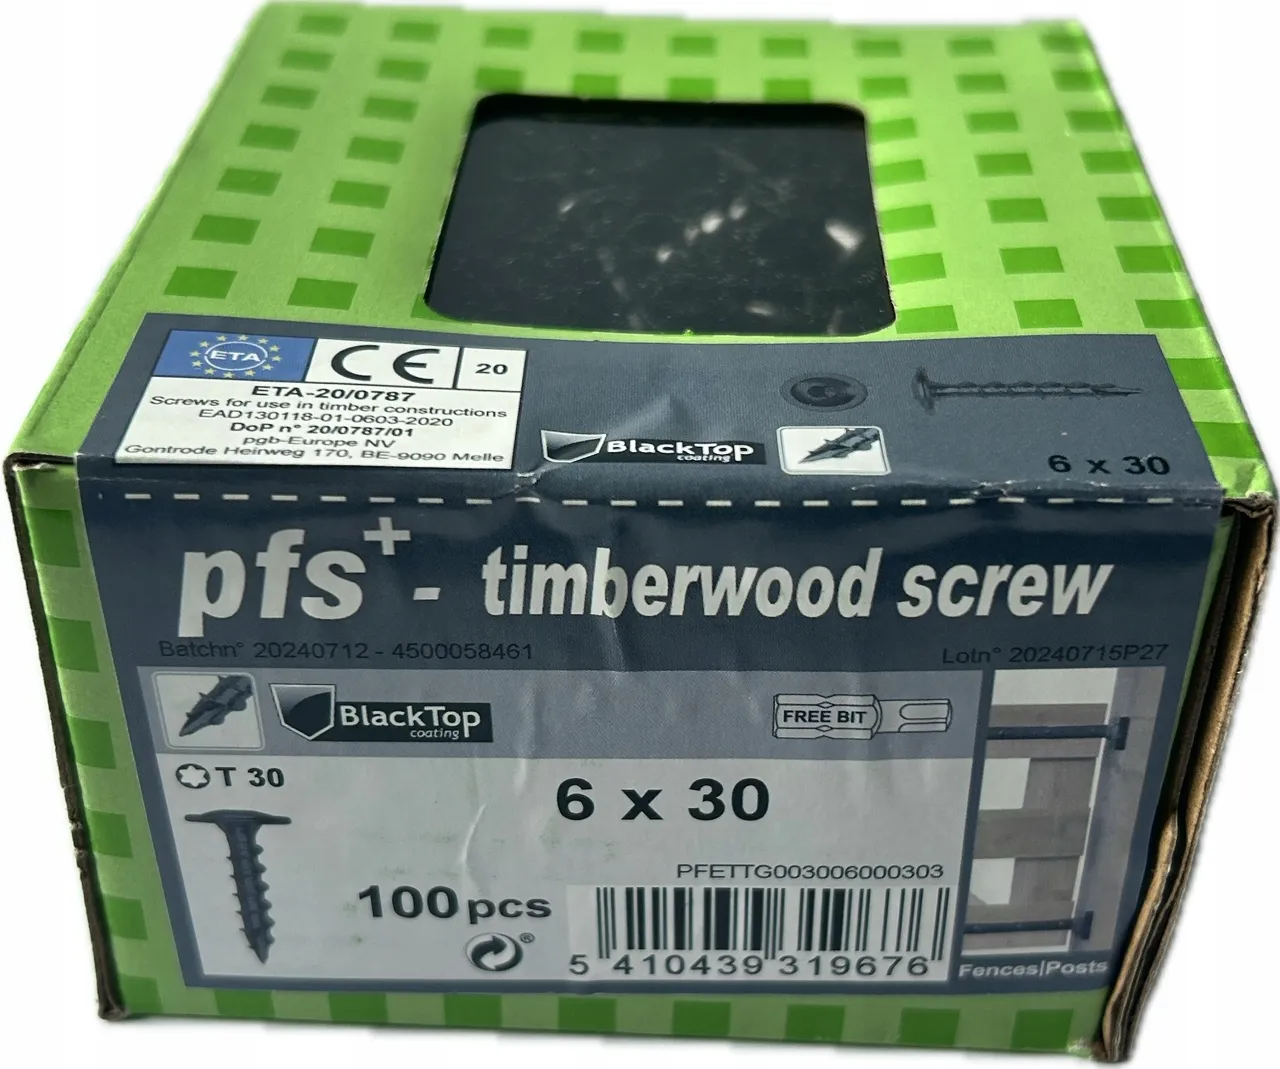 ETA
CE
20
ETA-20/0787
Screws for use in timber constructions
EAD130118-01-0603-2020
DoP n° 20/0787/01
pgb-Europe NV
Gontrode Heirweg 170, BE-9090 Melle
BlackTop
coating
6 x 30
pfs+ - timberwood screw
Batchn° 20240712 - 4500058461
Lotn° 20240715P27
BlackTop
coating
FREE BIT
T 30
6 x 30
PFETTG003006000303
100pcs
®
5 410439 319676
Fences|Posts